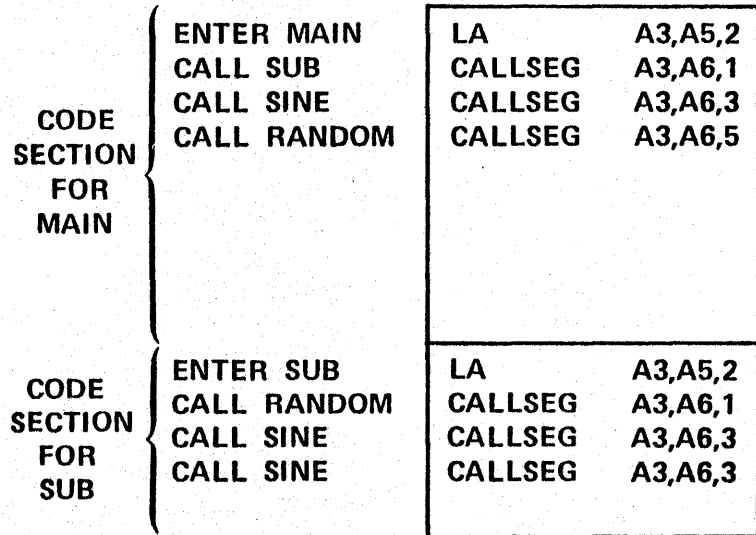 CODE
SECTION
FOR
MAIN
ENTER MAIN LA A3,A5,2
CALL SUB CALLSEG A3,A6,1
CALL SINE CALLSEG A3,A6,3
CALL RANDOM CALLSEG A3,A6,5
CODE
SECTION
FOR
SUB
ENTER SUB LA A3,A5,2
CALL RANDOM CALLSEG A3,A6,1
CALL SINE CALLSEG A3,A6,3
CALL SINE CALLSEG A3,A6,3